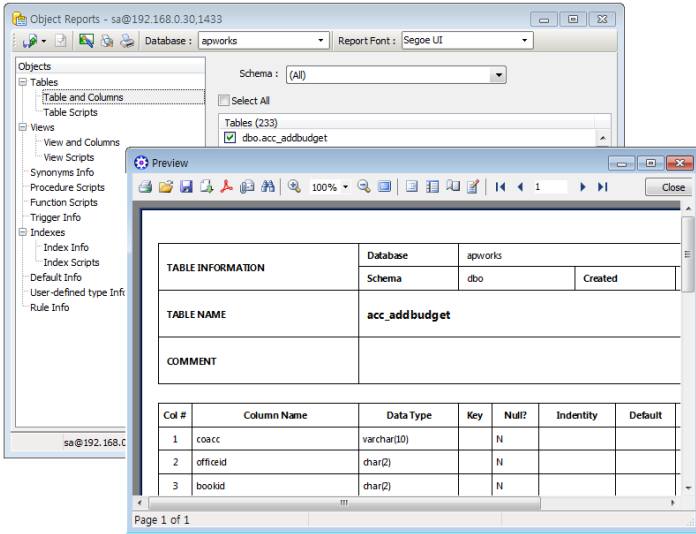 Object Reports - sa@192.168.0.30,1433
Database : apworks Report Font : Segoe UI
Objects
Tables
Table and Columns
Table Scripts
Views
View and Columns
View Scripts
Synonyms Info
Procedure Scripts
Function Scripts
Trigger Info
Indexes
Index Info
Index Scripts
Default Info
User-defined type Info
Rule Info
Schema : (All)
Select All
Tables (233)
dbo.acc_addbudget
sa@192.168.0
Preview
100% 1 Close
TABLE INFORMATION Database apworks
Schema dbo Created
TABLE NAME acc_addbudget
COMMENT
Col # Column Name Data Type Key Null? Indentity Default
1 coacc varchar(10) N
2 officeid char(2) N
3 bookid char(2) N
Page 1 of 1